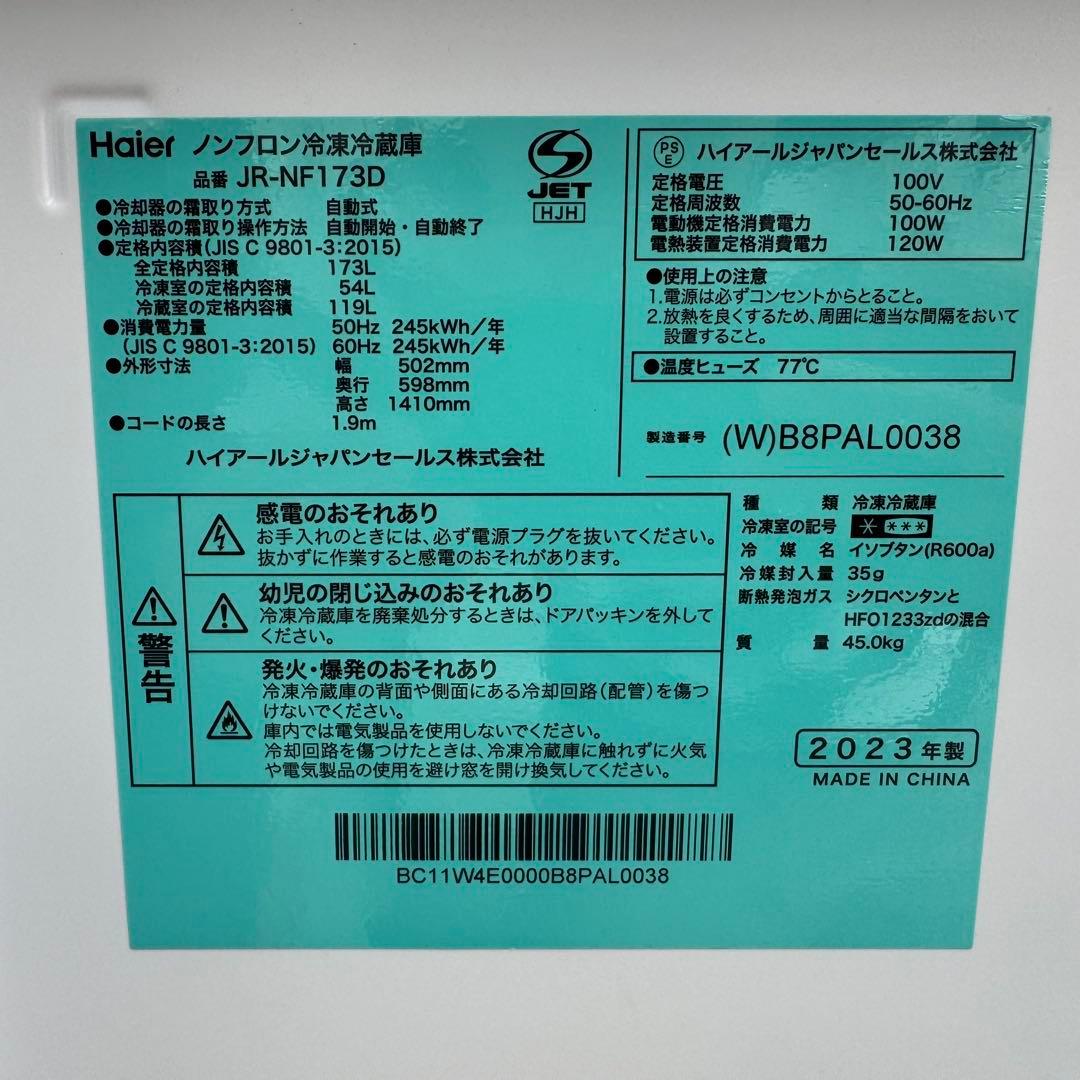 Haier ノンフロン冷凍冷蔵庫
品番 JR-NF173D
●冷却器の霜取り方式 自動式
●冷却器の霜取り操作方法 自動開始・自動終了
●定格内容積(JIS C 9801-3:2015)
全定格内容積 173L
冷凍室の定格内容積 54L
冷蔵室の定格内容積 119L
●消費電力量 50Hz 245kWh/年
(JIS C 9801-3:2015) 60Hz 245kWh/年
●外形寸法 幅 502mm
奥行 598mm
高さ 1410mm
●コードの長さ 1.9m
ハイアールジャパンセールス株式会社
JET
HJH
PSE ハイアールジャパンセールス株式会社
定格電圧 100V
定格周波数 50-60Hz
電動機定格消費電力 100W
電熱装置定格消費電力 120W
●使用上の注意
1.電源は必ずコンセントからとること。
2.放熱を良くするため、周囲に適当な間隔をおいて
設置すること。
●温度ヒューズ 77℃
製造番号 (W)B8PAL0038
警告
感電のおそれあり
お手入れのときには、必ず電源プラグを抜いてください。
抜かずに作業すると感電のおそれがあります。
幼児の閉じ込みのおそれあり
冷凍冷蔵庫を廃棄処分するときは、ドアパッキンを外して
ください。
発火・爆発のおそれあり
冷凍冷蔵庫の背面や側面にある冷却回路(配管)を傷つ
けないでください。
庫内では電気製品を使用しないでください。
冷却回路を傷つけたときは、冷凍冷蔵庫に触れずに火気
や電気製品の使用を避け窓を開け換気してください。
種類 冷凍冷蔵庫
冷凍室の記号 * ***
冷媒名 イソブタン(R600a)
冷媒封入量 35g
断熱発泡ガス シクロペンタンと
HFO1233zdの混合
質量 45.0kg
2023年製
MADE IN CHINA
BC11W4E0000B8PAL0038